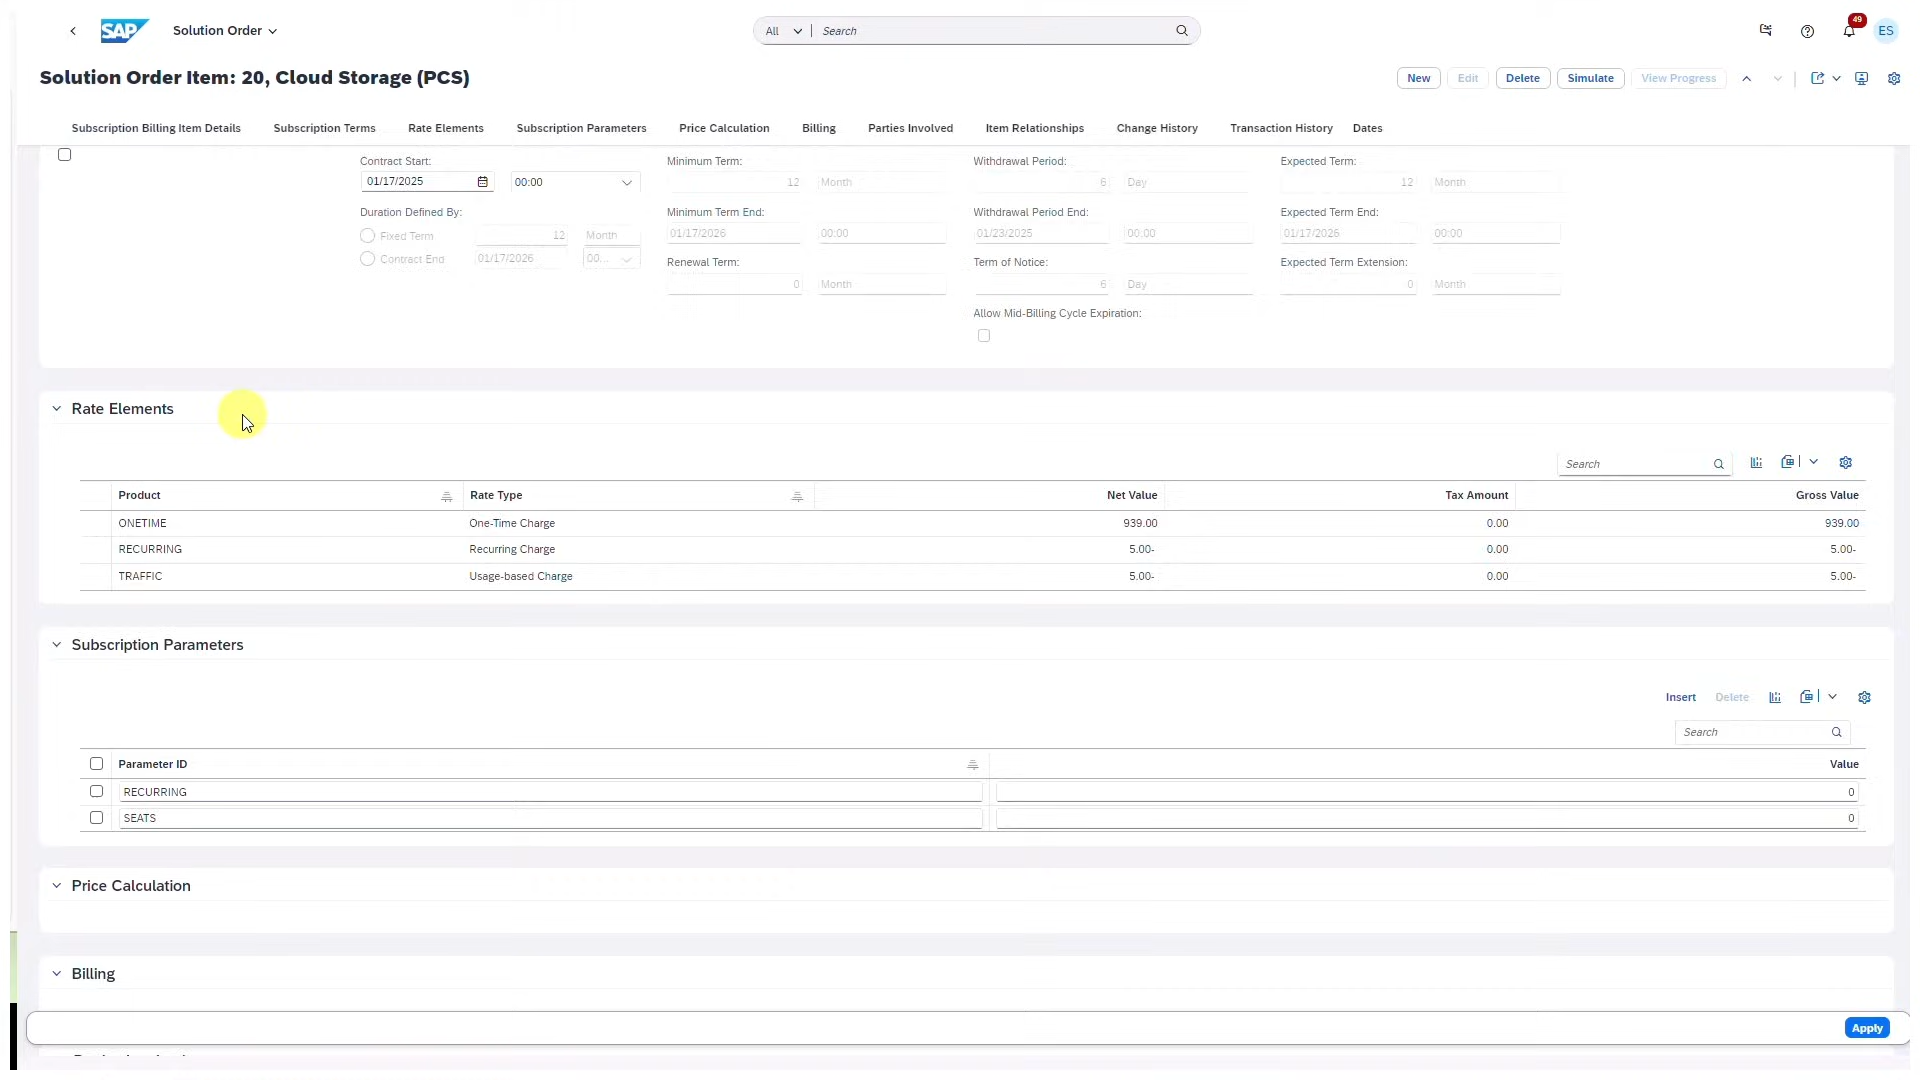 SAP Solution Order All Search 49 ES
Solution Order Item: 20, Cloud Storage (PCS) New Edit Delete Simulate View Progress
Subscription Billing Item Details Subscription Terms Rate Elements Subscription Parameters Price Calculation Billing Parties Involved Item Relationships Change History Transaction History Dates
Contract Start: Minimum Term: Withdrawal Period: Expected Term:
01/17/2025 00:00 12 Month 6 Day 12 Month
Duration Defined By: Minimum Term End: Withdrawal Period End: Expected Term End:
Fixed Term 12 Month 01/17/2026 00:00 01/23/2025 00:00 01/17/2026 00:00
Contract End 01/17/2026 00... Renewal Term: Term of Notice: Expected Term Extension:
0 Month 6 Day 0 Month
Allow Mid-Billing Cycle Expiration:
Rate Elements
Search
Product Rate Type Net Value Tax Amount Gross Value
ONETIME One-Time Charge 939.00 0.00 939.00
RECURRING Recurring Charge 5.00- 0.00 5.00-
TRAFFIC Usage-based Charge 5.00- 0.00 5.00-
Subscription Parameters
Insert Delete
Search
Parameter ID Value
RECURRING 0
SEATS 0
Price Calculation
Billing
Apply